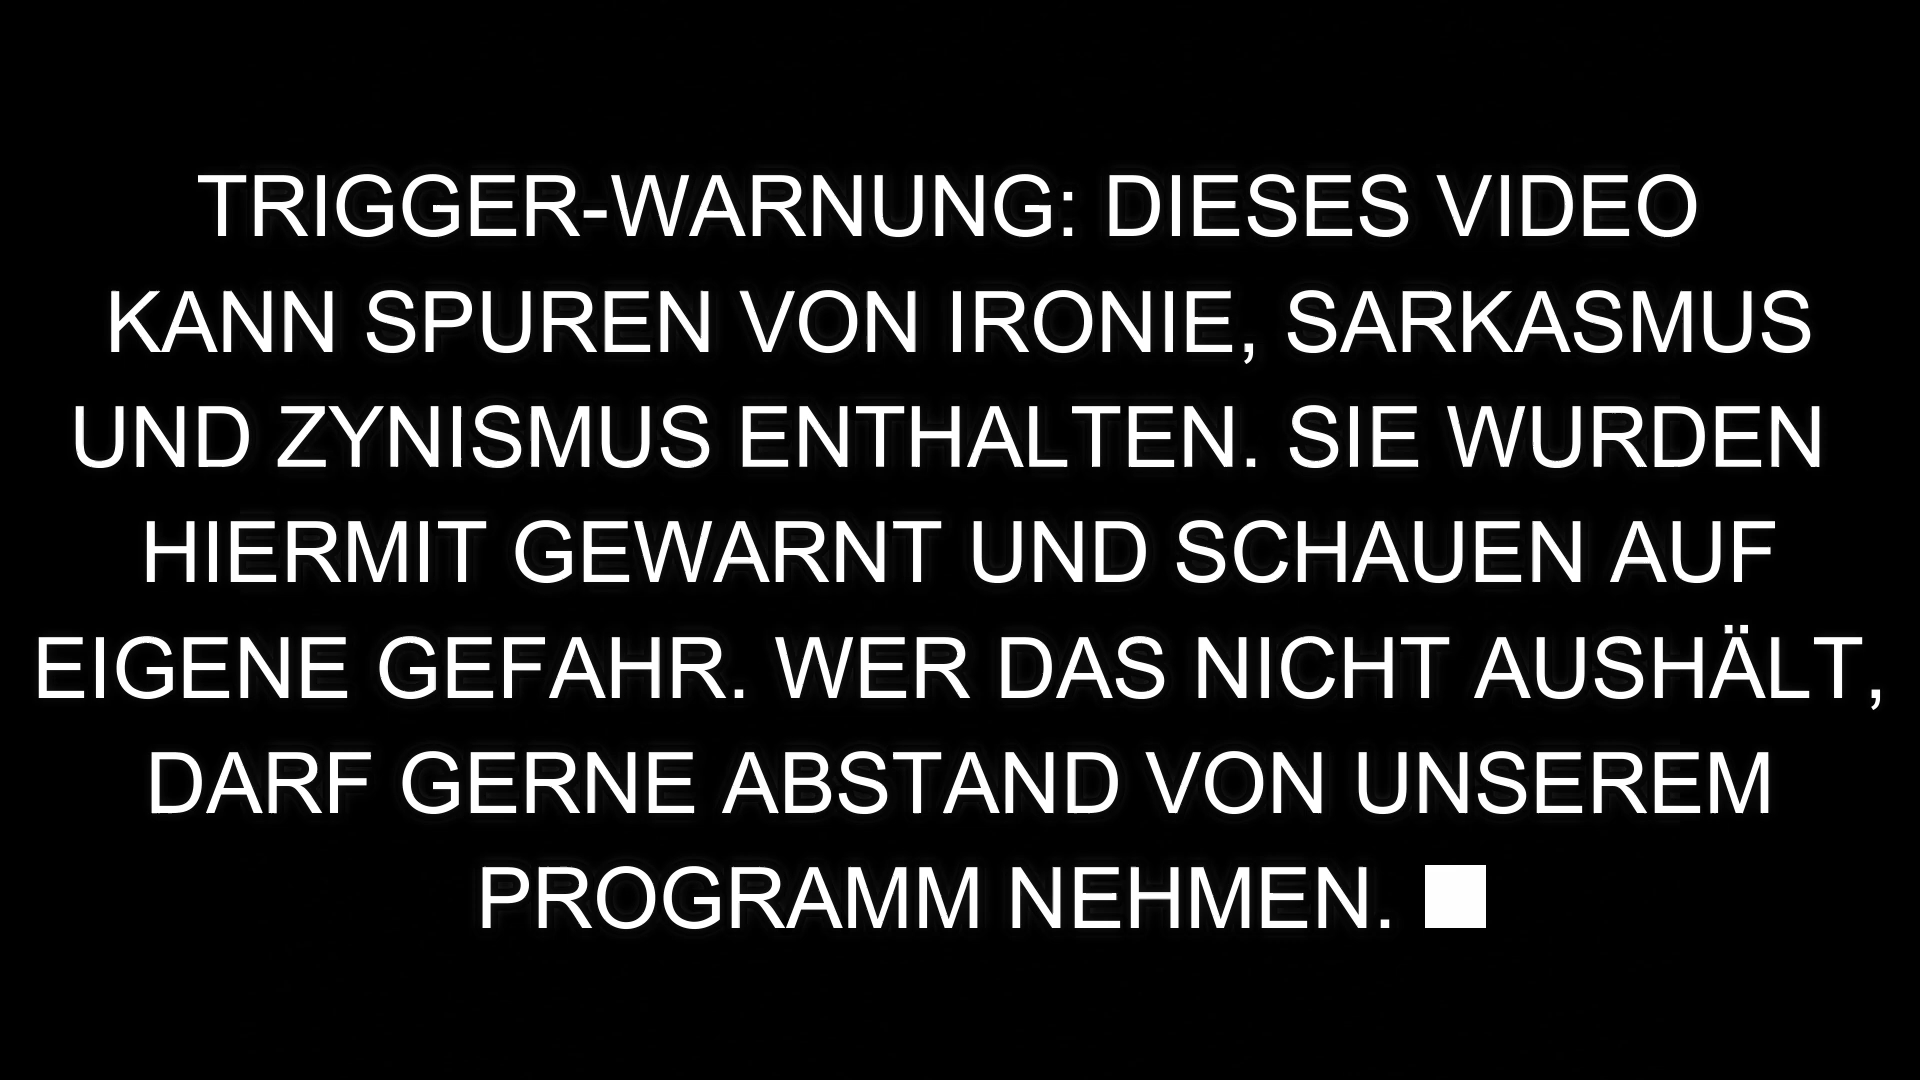 TRIGGER-WARNUNG: DIESES VIDEO
KANN SPUREN VON IRONIE, SARKASMUS
UND ZYNISMUS ENTHALTEN. SIE WURDEN
HIERMIT GEWARNT UND SCHAUEN AUF
EIGENE GEFAHR. WER DAS NICHT AUSHÄLT,
DARF GERNE ABSTAND VON UNSEREM
PROGRAMM NEHMEN.